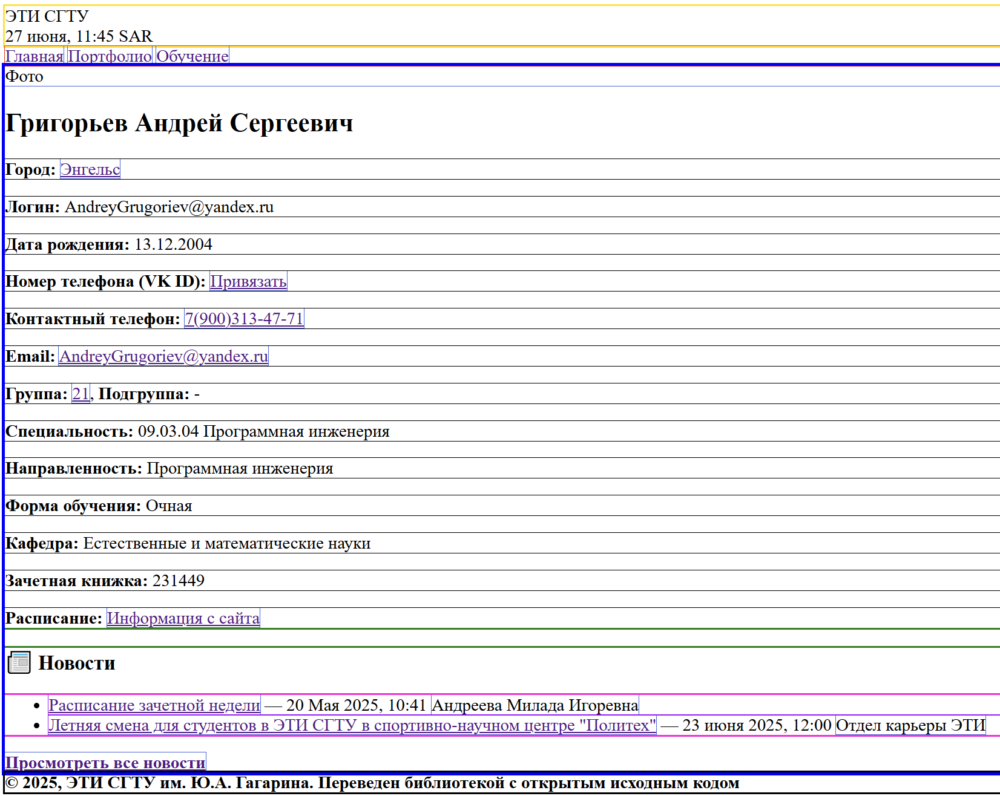 ЭТИ СГТУ
27 июня, 11:45 SAR
Главная Портфолио Обучение
Фото
Григорьев Андрей Сергеевич
Город: Энгельс
Логин: AndreyGrugoriev@yandex.ru
Дата рождения: 13.12.2004
Номер телефона (VK ID): Привязать
Контактный телефон: 7(900)313-47-71
Email: AndreyGrugoriev@yandex.ru
Группа: 21, Подгруппа: -
Специальность: 09.03.04 Программная инженерия
Направленность: Программная инженерия
Форма обучения: Очная
Кафедра: Естественные и математические науки
Зачетная книжка: 231449
Расписание: Информация с сайта
Новости
• Расписание зачетной недели — 20 Мая 2025, 10:41 Андреева Милада Игоревна
• Летняя смена для студентов в ЭТИ СГТУ в спортивно-научном центре "Политех" — 23 июня 2025, 12:00 Отдел карьеры ЭТИ
Просмотреть все новости
© 2025, ЭТИ СГТУ им. Ю.А. Гагарина. Переведен библиотекой с открытым исходным кодом